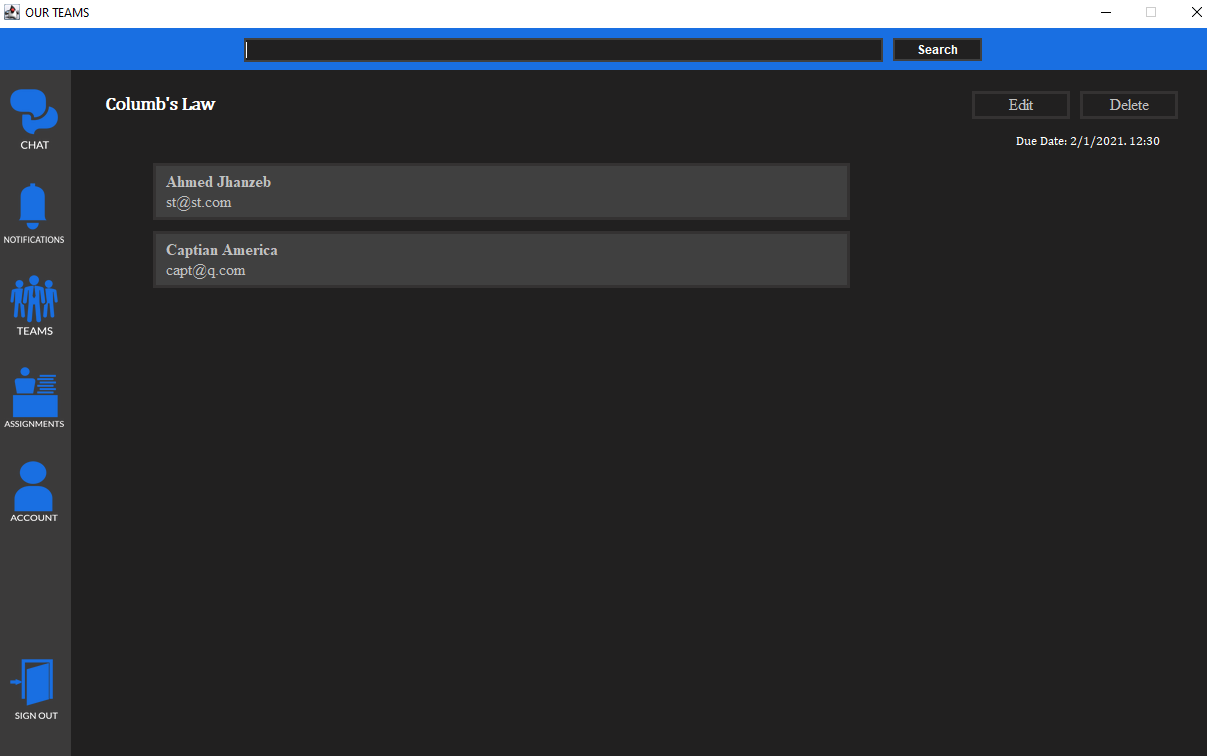 OUR TEAMS
Search
CHAT
NOTIFICATIONS
TEAMS
ASSIGNMENTS
ACCOUNT
SIGN OUT
Columb's Law
Edit
Delete
Due Date: 2/1/2021. 12:30
Ahmed Jhanzeb
st@st.com
Captian America
capt@q.com